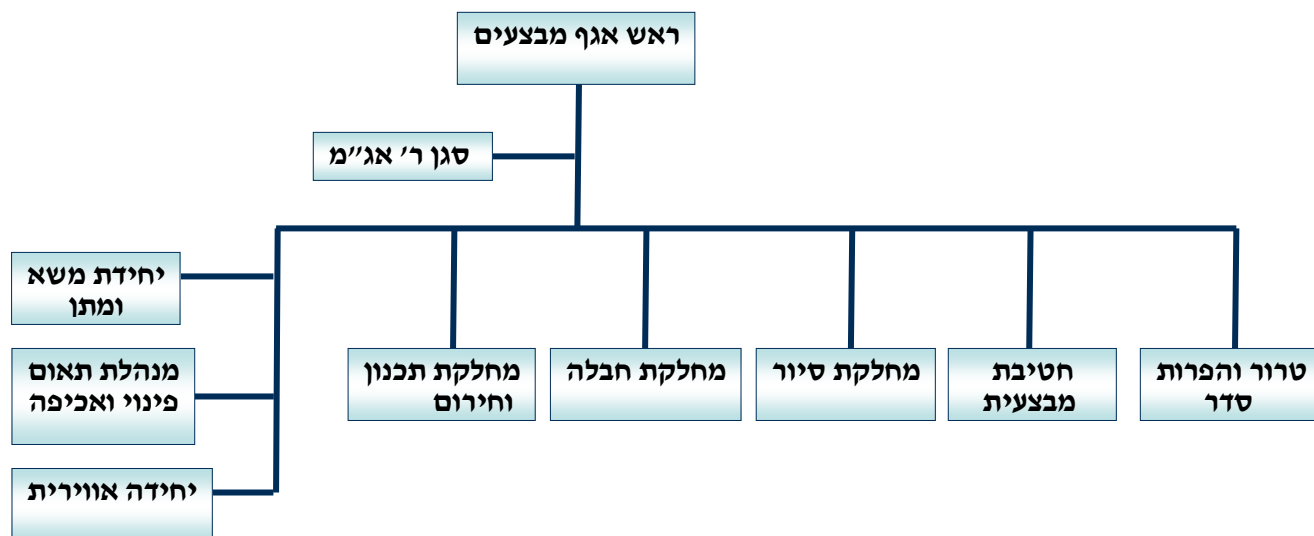 ראש אגף מבצעים
סגן ר׳ אג״מ
טרור והפרות
סדר
חטיבת
מבצעית
מחלקת סיור
מחלקת חבלה
מחלקת תכנון
וחירום
יחידת משא
ומתן
מנהלת תאום
פינוי ואכיפה
יחידה אווירית